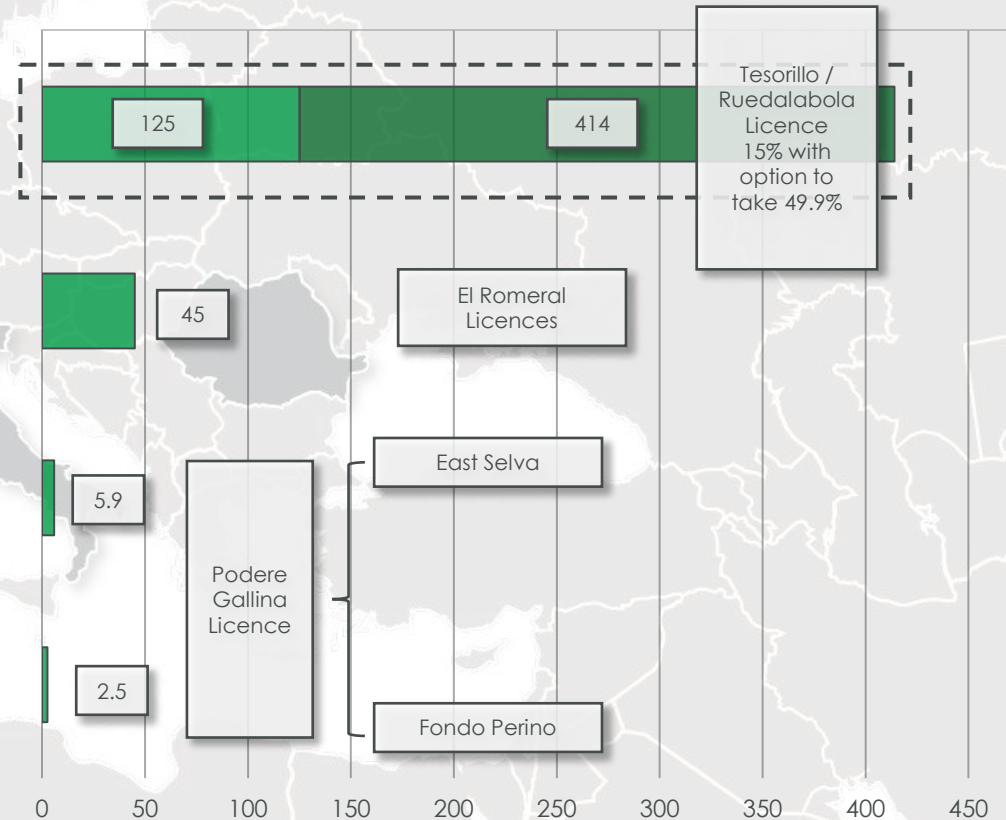 Tesorillo /
Ruedalabola
Licence
15% with
option to
take 49.9%
125
414
El Romeral
Licences
45
East Selva
5.9
Podere
Gallina
Licence
2.5
Fondo Perino
0 50 100 150 200 250 300 350 400 450